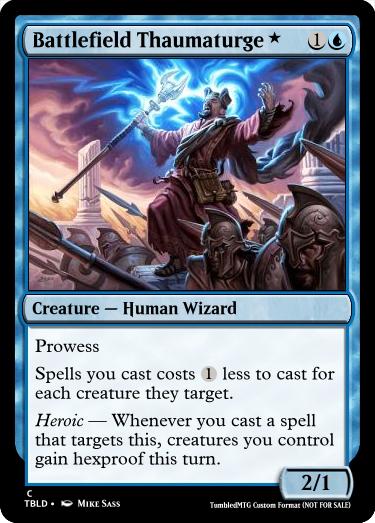 Battlefield Thaumaturge ★ 1
Creature — Human Wizard
Prowess
Spells you cast costs 1 less to cast for
each creature they target.
Heroic — Whenever you cast a spell
that targets this, creatures you control
gain hexproof this turn.
2/1
C
TBLD • MIKE SASS
TumbledMTG Custom Format (NOT FOR SALE)